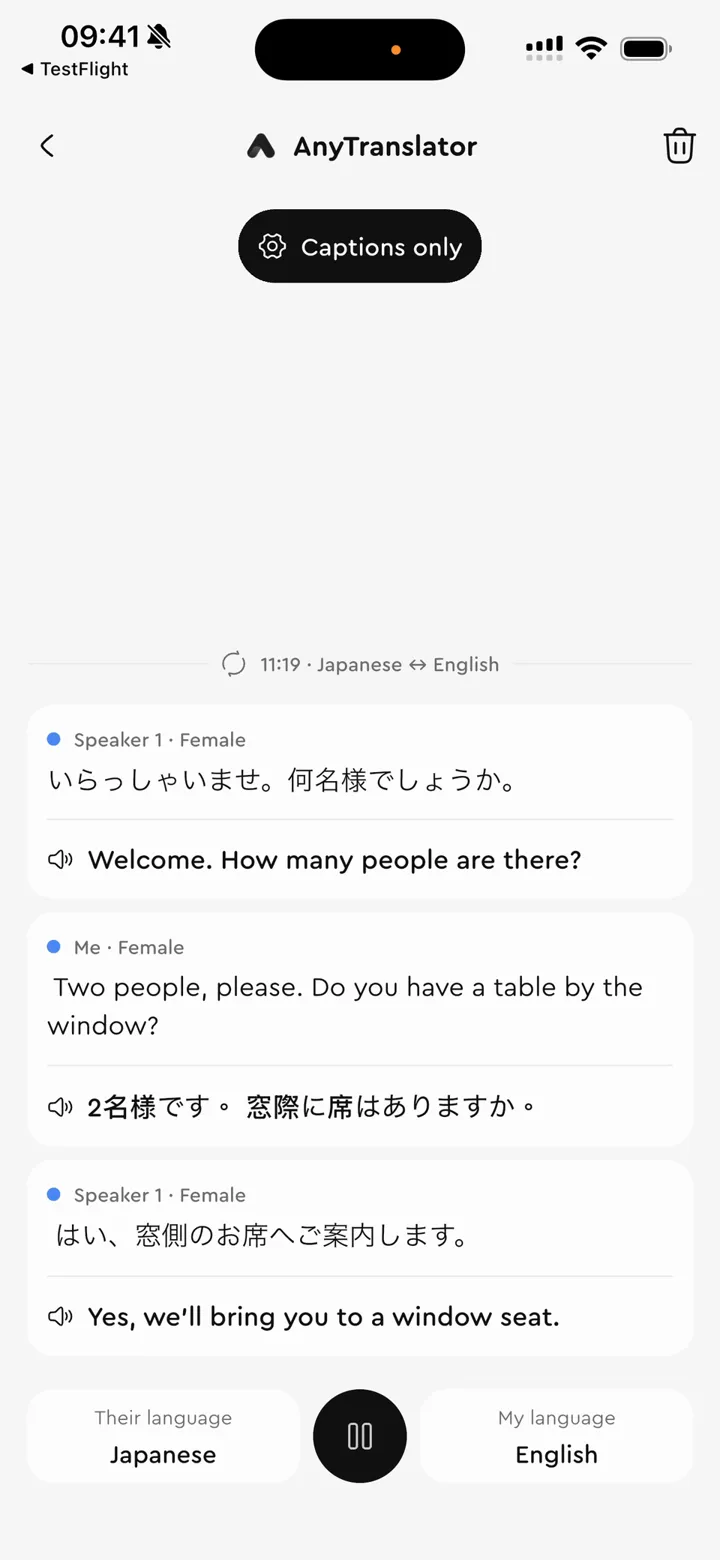 09:41
◀ TestFlight
AnyTranslator
Captions only
11:19 · Japanese ↔ English
Speaker 1 · Female
いらっしゃいませ。何名様でしょうか。
Welcome. How many people are there?
Me · Female
Two people, please. Do you have a table by the
window?
2名様です。 窓際に席はありますか。
Speaker 1 · Female
はい、窓側のお席へご案内します。
Yes, we'll bring you to a window seat.
Their language
Japanese
My language
English